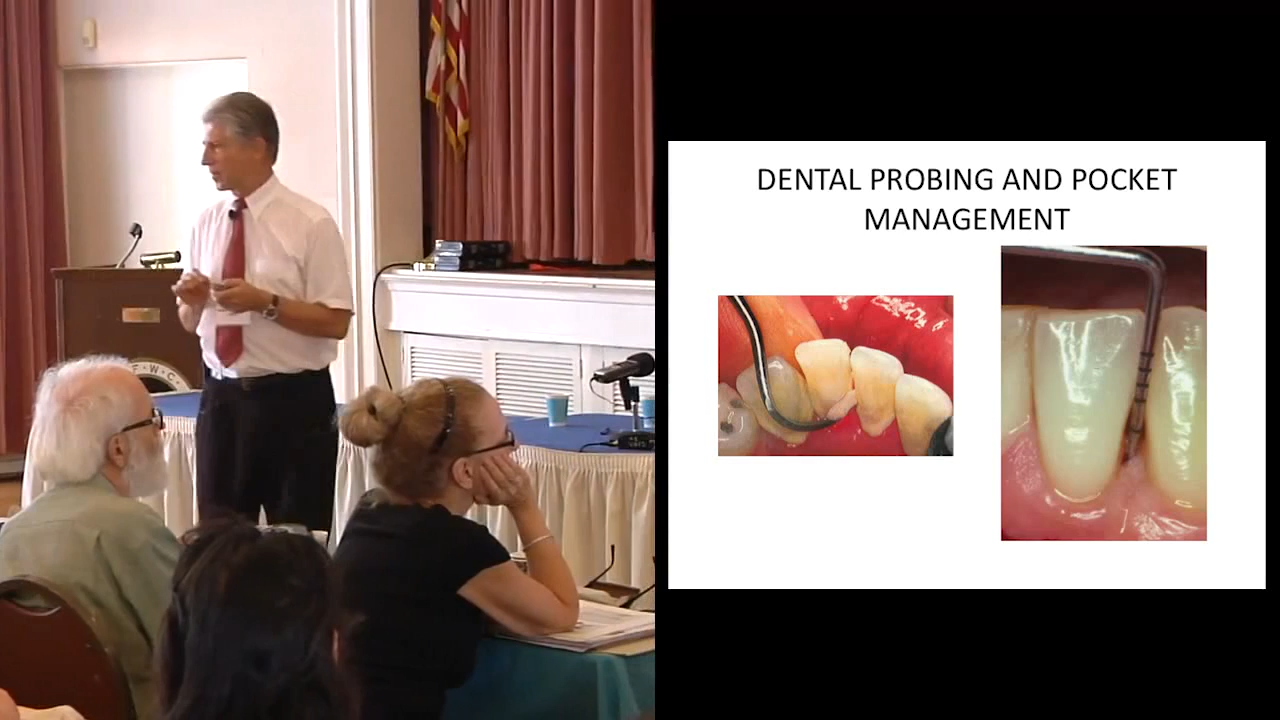 DENTAL PROBING AND POCKET
MANAGEMENT
F·W·C·